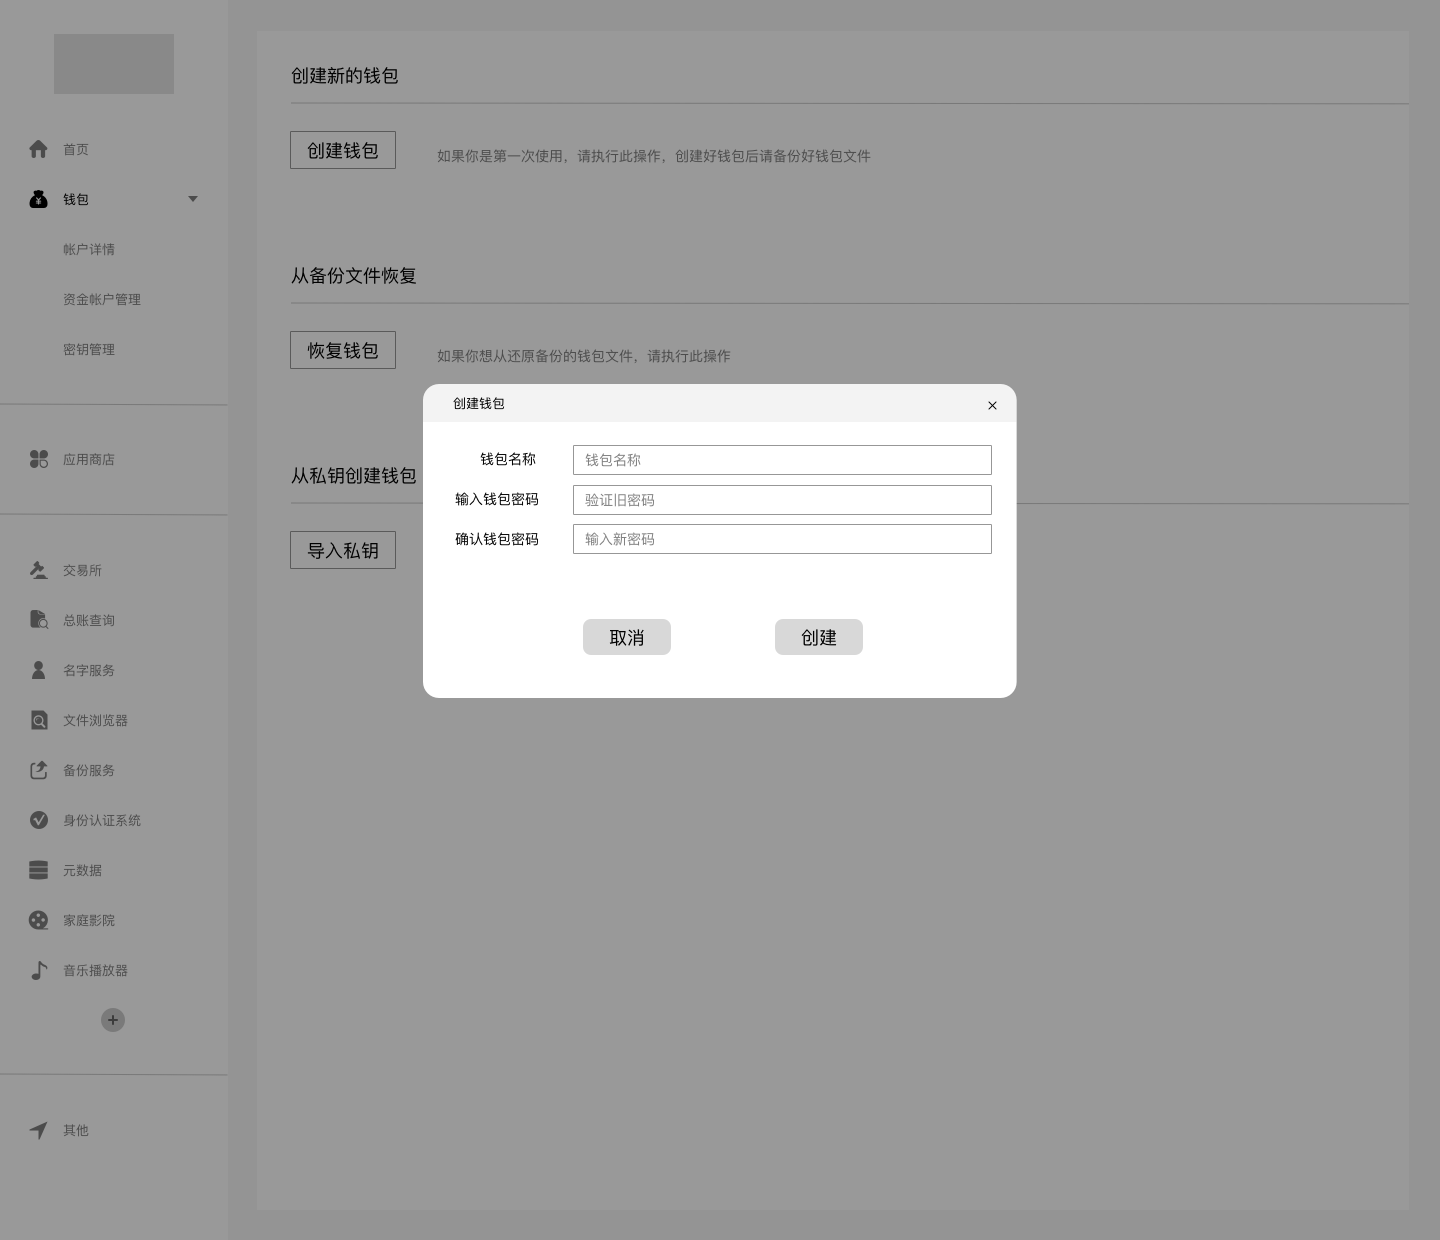 首页
钱包
帐户详情
资金帐户管理
密钥管理
应用商店
交易所
总账查询
名字服务
文件浏览器
备份服务
身份认证系统
元数据
家庭影院
音乐播放器
其他
创建新的钱包
创建钱包
如果你是第一次使用，请执行此操作，创建好钱包后请备份好钱包文件
从备份文件恢复
恢复钱包
如果你想从还原备份的钱包文件，请执行此操作
从私钥创建钱包
导入私钥
创建钱包 ×
钱包名称 钱包名称
输入钱包密码 验证旧密码
确认钱包密码 输入新密码
取消 创建